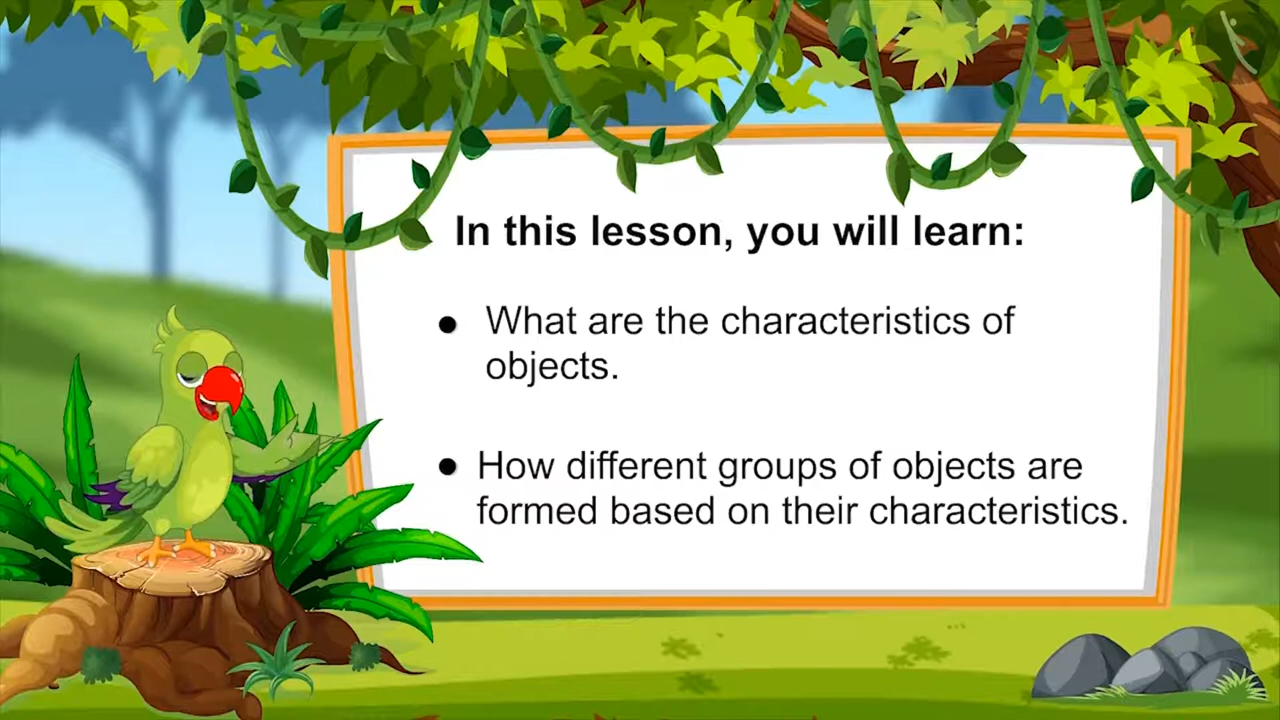 In this lesson, you will learn:
● What are the characteristics of
objects.
● How different groups of objects are
formed based on their characteristics.